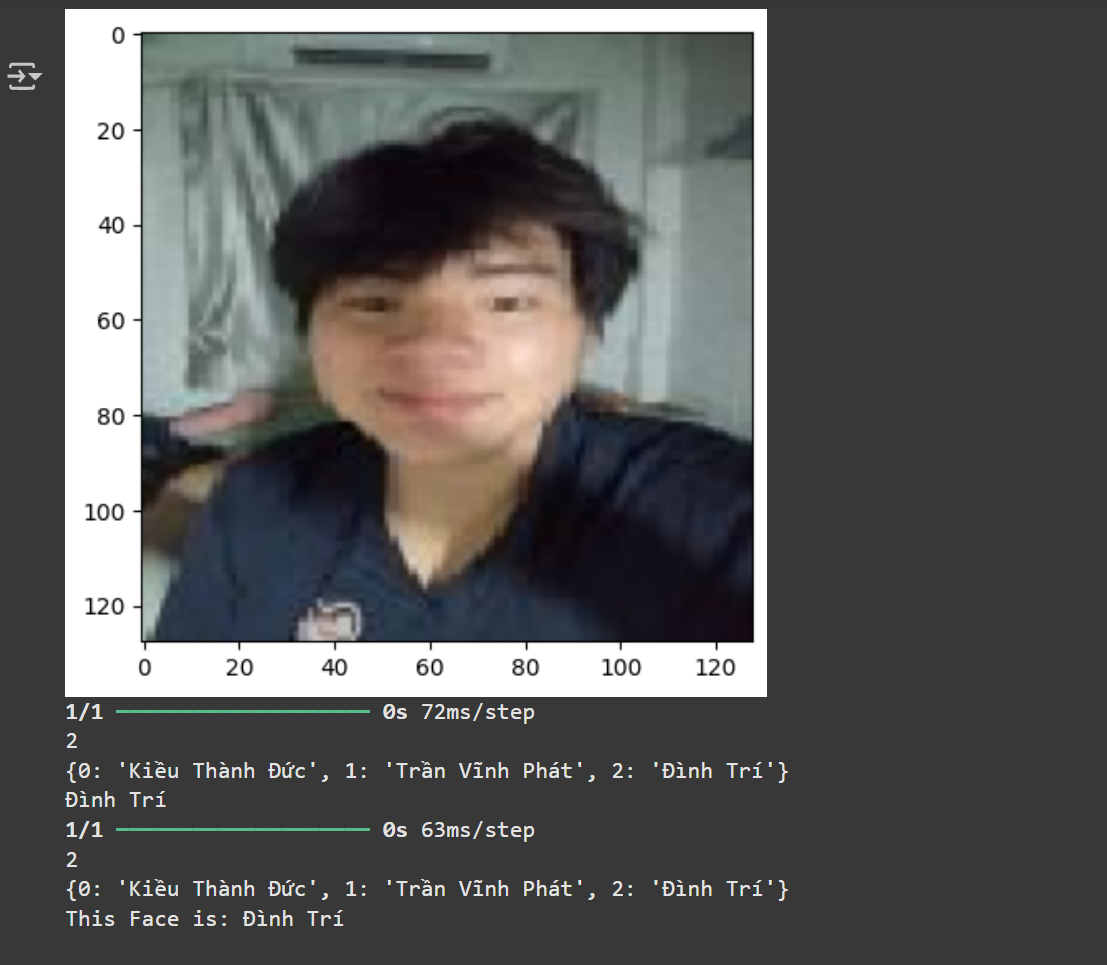 0
20
40
60
80
100
120
0 20 40 60 80 100 120
1/1 ━━━━━━━━━━━━━━━━━━━━ 0s 72ms/step
2
{0: 'Kiều Thành Đức', 1: 'Trần Vĩnh Phát', 2: 'Đình Trí'}
Đình Trí
1/1 ━━━━━━━━━━━━━━━━━━━━ 0s 63ms/step
2
{0: 'Kiều Thành Đức', 1: 'Trần Vĩnh Phát', 2: 'Đình Trí'}
This Face is: Đình Trí